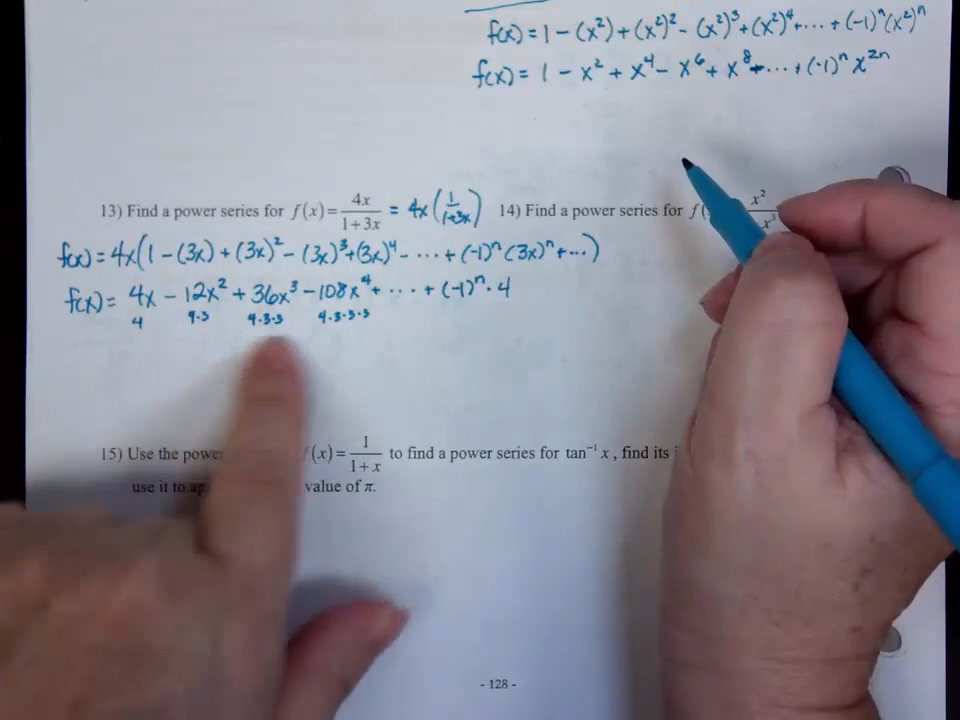 f(x) = 1 - (x²) + (x²)² - (x²)³ + (x²)⁴ + ... + (-1)ⁿ (x²)ⁿ
f(x) = 1 - x² + x⁴ - x⁶ + x⁸ - ... + (-1)ⁿ x²ⁿ
13) Find a power series for f(x) = 4x/(1+3x) = 4x(1/(1+3x))
14) Find a power series for f x² x³
f(x) = 4x(1 - (3x) + (3x)² - (3x)³ + (3x)⁴ - ... + (-1)ⁿ (3x)ⁿ + ...)
f(x) = 4x - 12x² + 36x³ - 108x⁴ + ... + (-1)ⁿ · 4
4 4·3 4·3·3 4·3·3·3
15) Use the power f(x) = 1/(1+x) to find a power series for tan⁻¹ x, find its
use it to value of π.
- 128 -